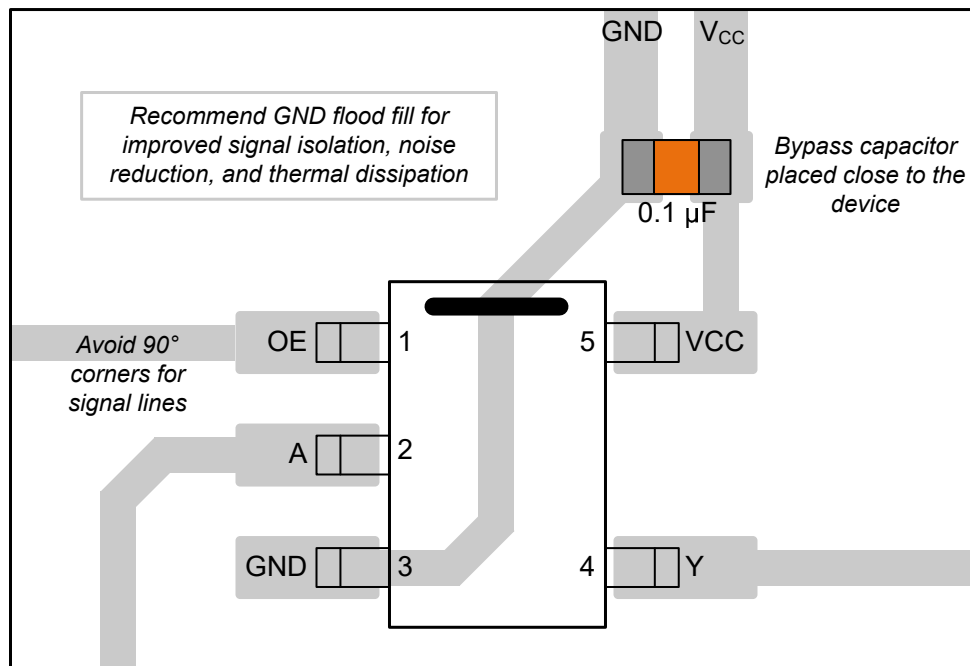 GND
VCC
Recommend GND flood fill for
improved signal isolation, noise
reduction, and thermal dissipation
Bypass capacitor
placed close to the
device
0.1 µF
OE
1
5
VCC
Avoid 90°
corners for
signal lines
A
2
GND
3
4
Y